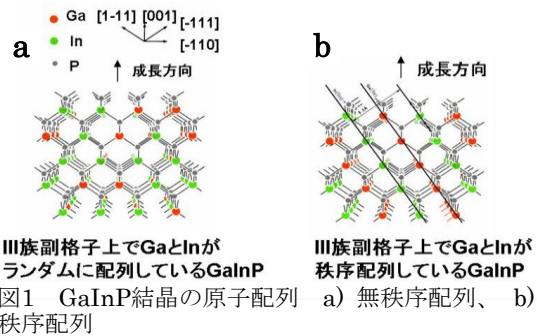 Ga [1-11] [001] [-111]
In [-110]
P
a
成長方向
b
成長方向
III族副格子上でGaとInが
ランダムに配列しているGaInP
III族副格子上でGaとInが
秩序配列しているGaInP
図1 GaInP結晶の原子配列 a) 無秩序配列、 b)
秩序配列